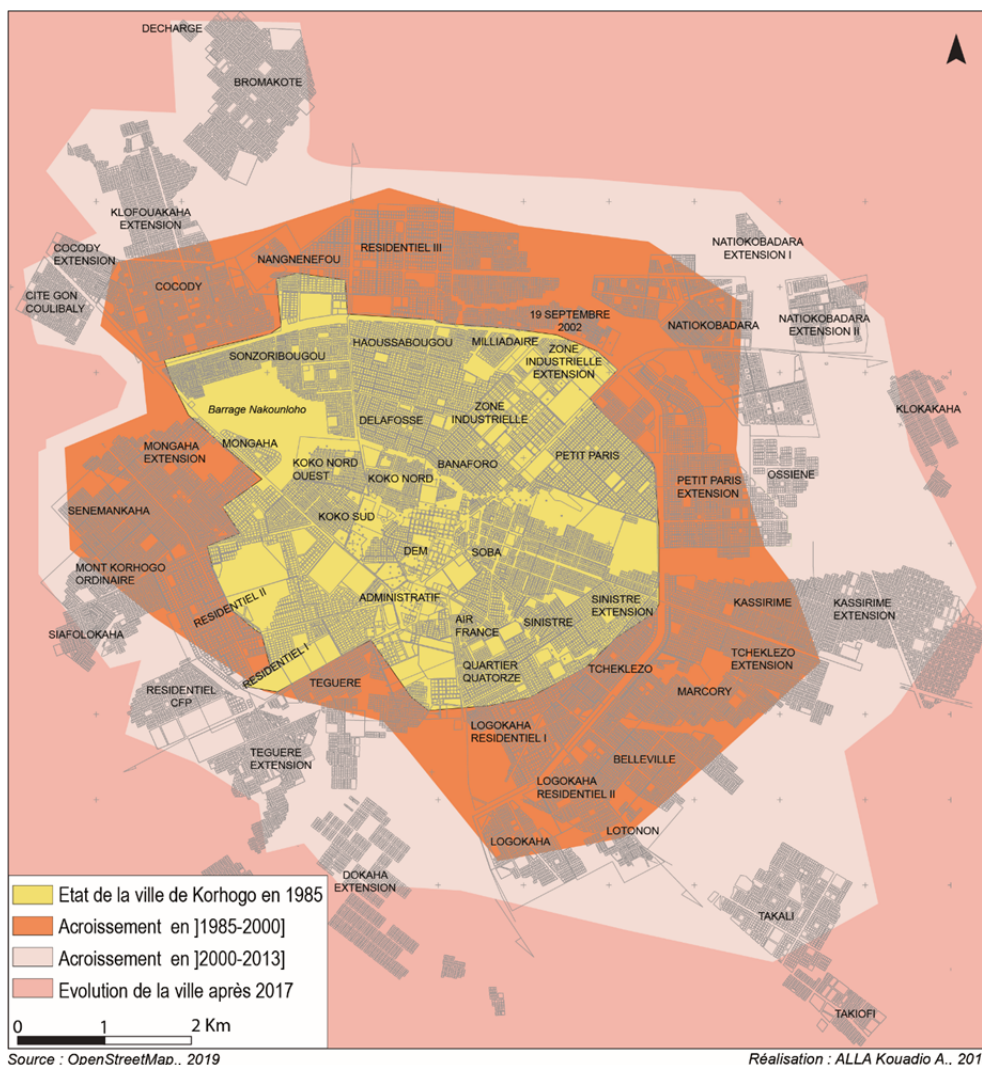 DECHARGE
BROMAKOTE
KLOFOUAKAHA
EXTENSION
COCODY
EXTENSION
CITE GON
COULIBALY
COCODY
NANGNENEFOU
RESIDENTIEL III
NATIOKOBADARA
EXTENSION I
NATIOKOBADARA
EXTENSION II
NATIOKOBADARA
19 SEPTEMBRE
2002
SONZORIBOUGOU
HAOUSSABOUGOU
MILLIADAIRE
ZONE
INDUSTRIELLE
EXTENSION
KLOKAKAHA
Barrage Nakounloho
DELAFOSSE
ZONE
INDUSTRIELLE
MONGAHA
EXTENSION
MONGAHA
KOKO NORD
OUEST
KOKO NORD
BANAFORO
PETIT PARIS
PETIT PARIS
EXTENSION
OSSIENE
SENEMANKAHA
KOKO SUD
DEM
SOBA
MONT KORHOGO
ORDINAIRE
SIAFOLOKAHA
RESIDENTIEL II
RESIDENTIEL I
ADMINISTRATIF
AIR
FRANCE
SINISTRE
SINISTRE
EXTENSION
KASSIRIME
KASSIRIME
EXTENSION
QUARTIER
QUATORZE
TCHEKLEZO
TCHEKLEZO
EXTENSION
MARCORY
RESIDENTIEL
CFP
TEGUERE
TEGUERE
EXTENSION
LOGOKAHA
RESIDENTIEL I
BELLEVILLE
LOGOKAHA
RESIDENTIEL II
LOGOKAHA
LOTONON
DOKAHA
EXTENSION
TAKALI
TAKIOFI
Etat de la ville de Korhogo en 1985
Acroissement en ]1985-2000]
Acroissement en ]2000-2013]
Evolution de la ville après 2017
0 1 2 Km
Source : OpenStreetMap., 2019
Réalisation : ALLA Kouadio A., 201